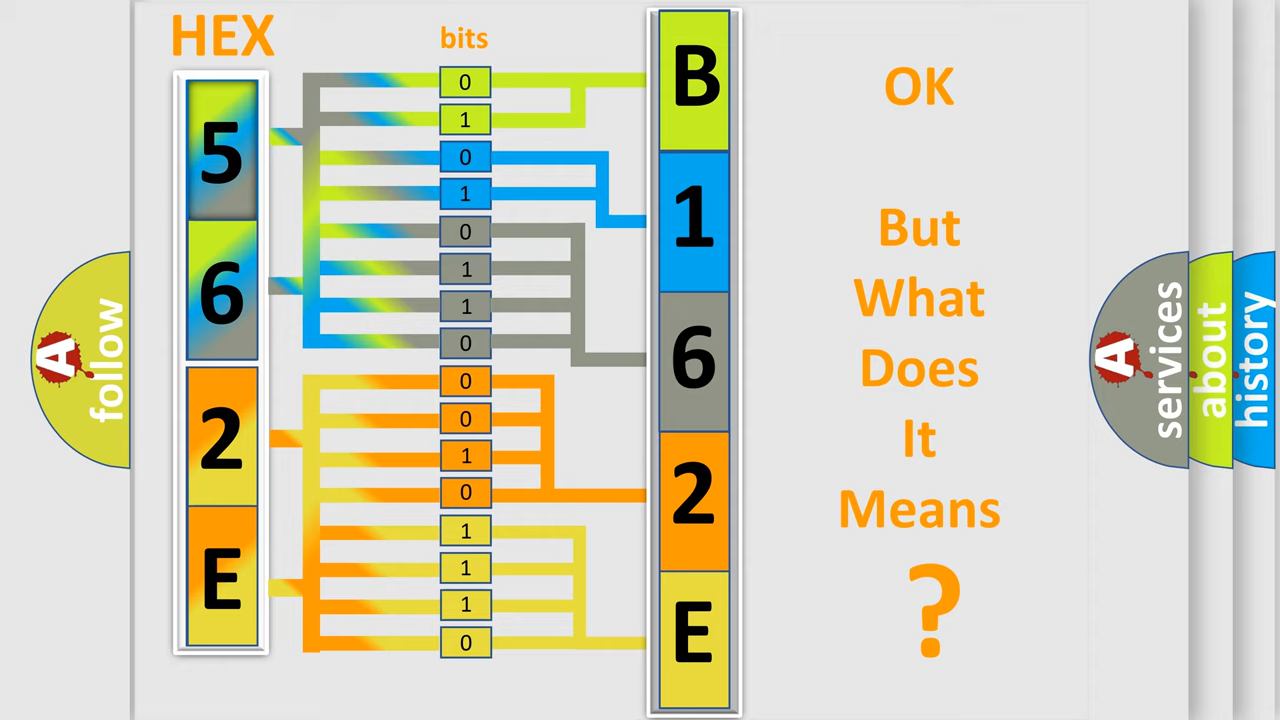 HEX
bits
5
6
2
E
0
1
0
1
0
1
1
0
0
0
1
0
1
1
1
0
B
1
6
2
E
OK
But
What
Does
It
Means
?
A
follow
A
services
about
history